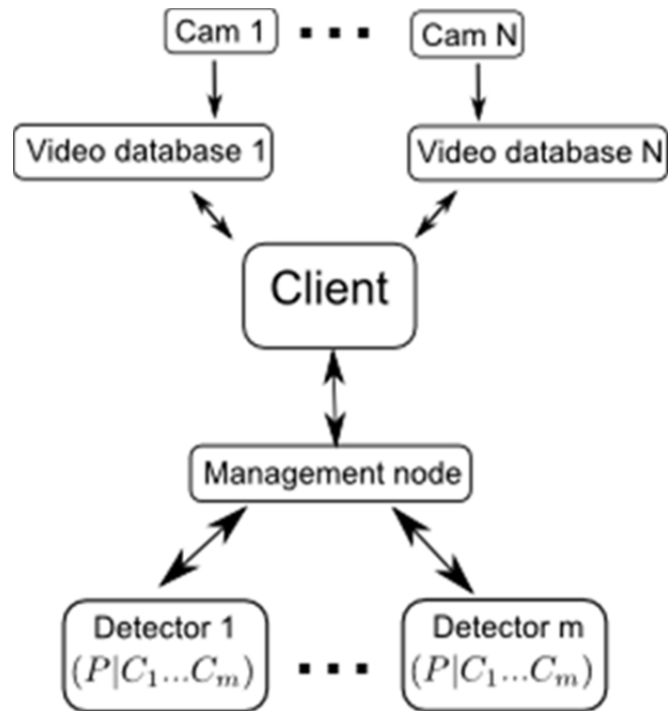 Cam 1 ... Cam N
Video database 1 Video database N
Client
Management node
Detector 1 ... Detector m
(P|C₁...Cₘ) (P|C₁...Cₘ)